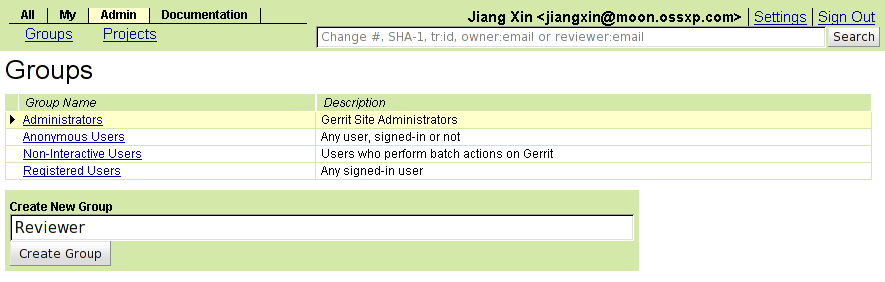 All My Admin Documentation Jiang Xin <jiangxin@moon.ossxp.com> Settings Sign Out
Groups Projects Change #, SHA-1, tr:id, owner:email or reviewer:email Search
Groups
Group Name Description
Administrators Gerrit Site Administrators
Anonymous Users Any user, signed-in or not
Non-Interactive Users Users who perform batch actions on Gerrit
Registered Users Any signed-in user
Create New Group
Reviewer
Create Group